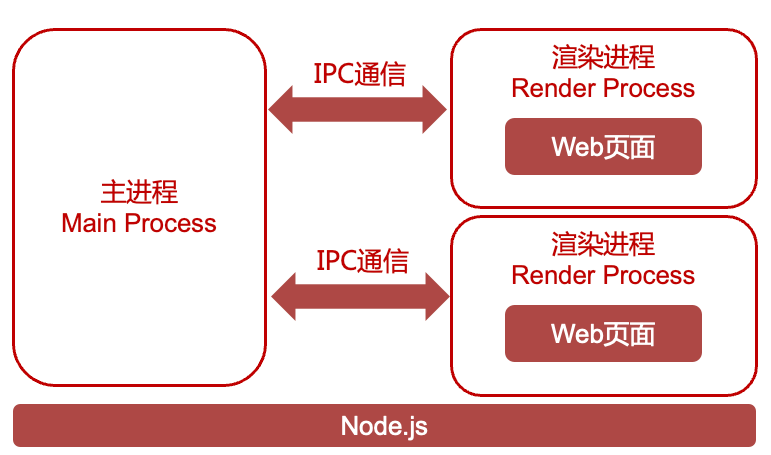 主进程
Main Process
IPC通信
IPC通信
渲染进程
Render Process
Web页面
渲染进程
Render Process
Web页面
Node.js